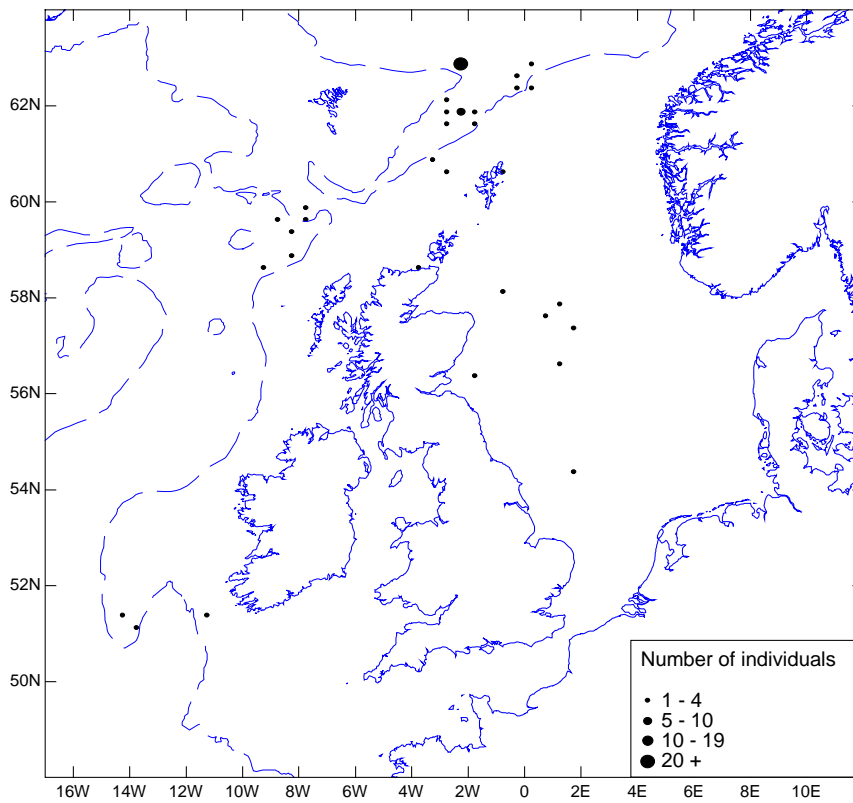 62N
60N
58N
56N
54N
52N
50N
Number of individuals
1 - 4
5 - 10
10 - 19
20 +
16W 14W 12W 10W 8W 6W 4W 2W 0 2E 4E 6E 8E 10E